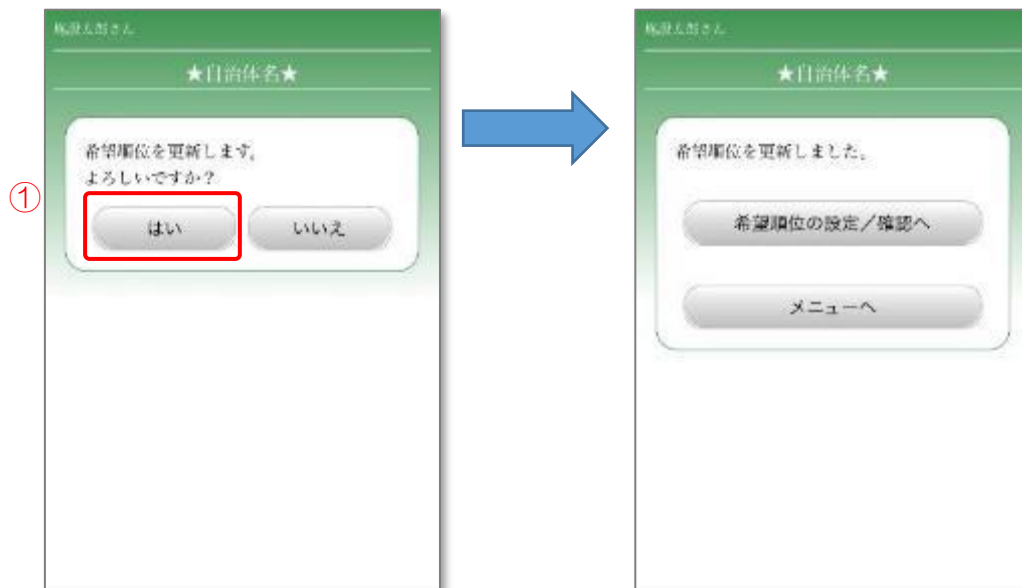 施設太郎さん
★自治体名★
希望順位を更新します。
よろしいですか？
①
はい
いいえ
施設太郎さん
★自治体名★
希望順位を更新しました。
希望順位の設定／確認へ
メニューへ